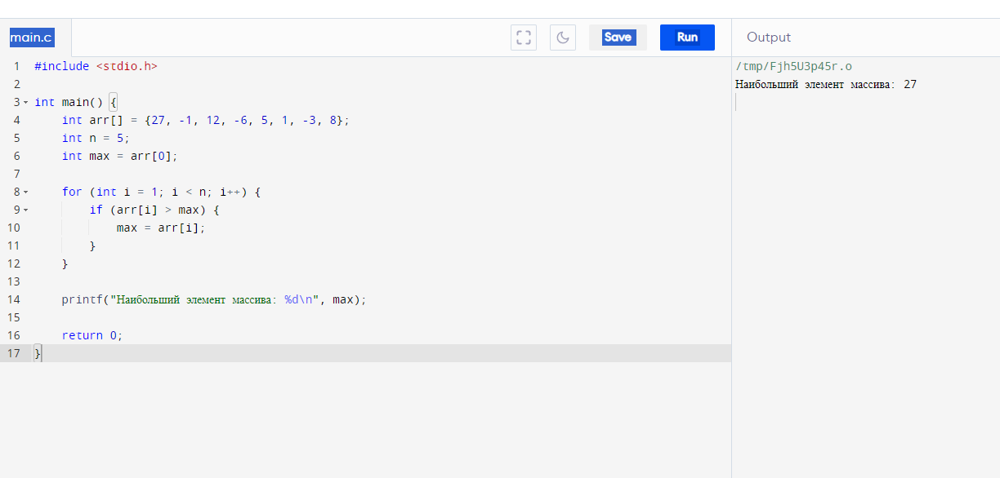 main.c
Save
Run
Output
1 #include <stdio.h>
2
3 int main() {
4     int arr[] = {27, -1, 12, -6, 5, 1, -3, 8};
5     int n = 5;
6     int max = arr[0];
7
8     for (int i = 1; i < n; i++) {
9         if (arr[i] > max) {
10             max = arr[i];
11         }
12     }
13
14     printf("Наибольший элемент массива: %d\n", max);
15
16     return 0;
17 }
/tmp/Fjh5U3p45r.o
Наибольший элемент массива: 27